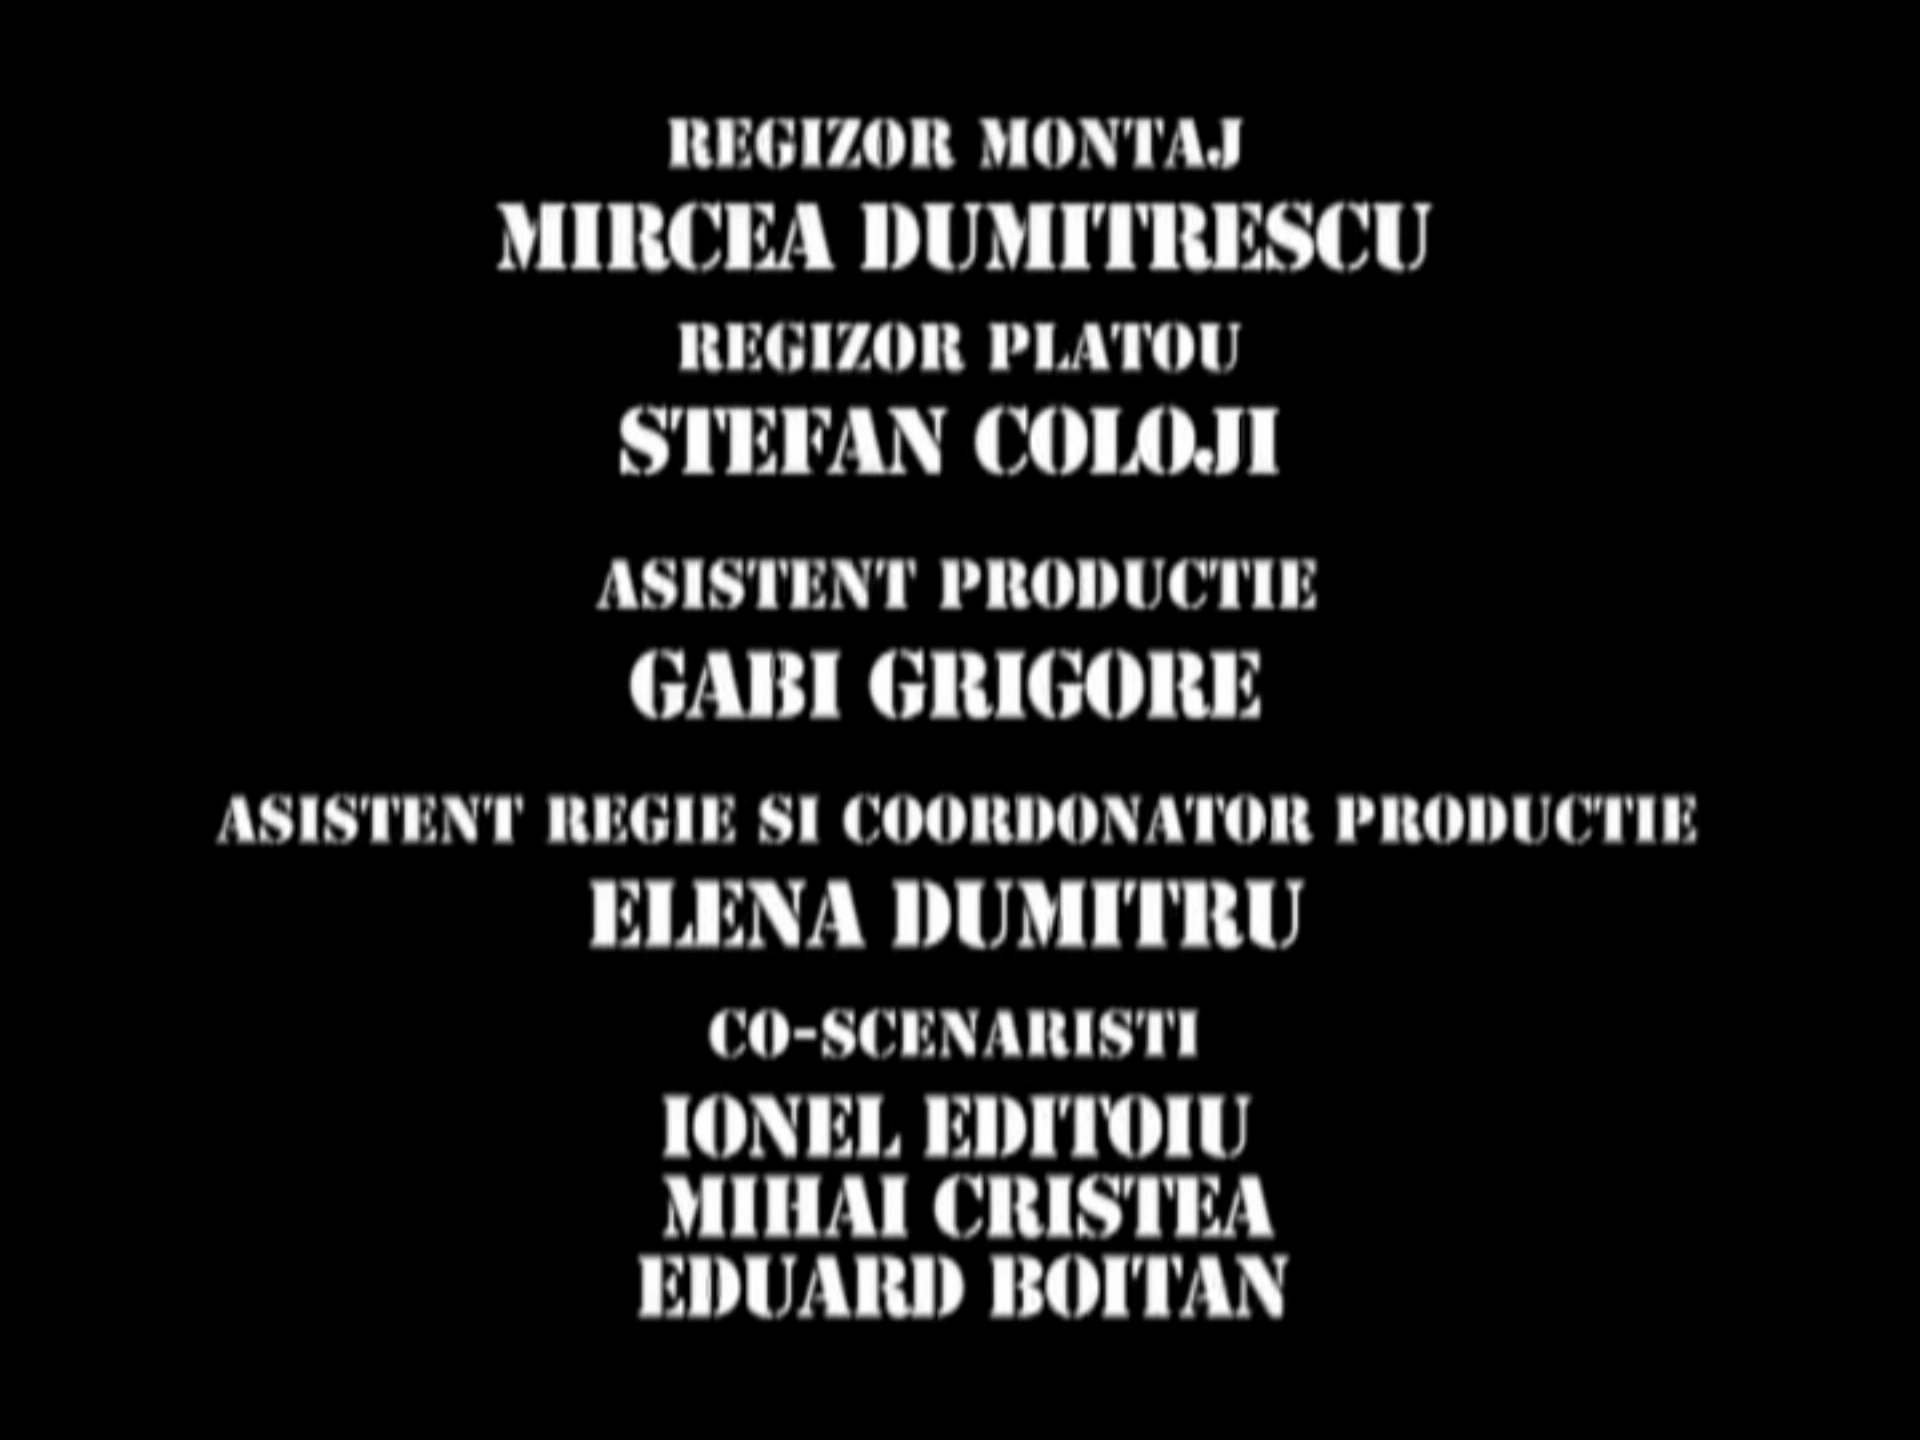 REGIZOR MONTAJ
MIRCEA DUMITRESCU
REGIZOR PLATOU
STEFAN COLOJI
ASISTENT PRODUCTIE
GABI GRIGORE
ASISTENT REGIE SI COORDONATOR PRODUCTIE
ELENA DUMITRU
CO-SCENARISTI
IONEL EDITOIU
MIHAI CRISTEA
EDUARD BOITAN